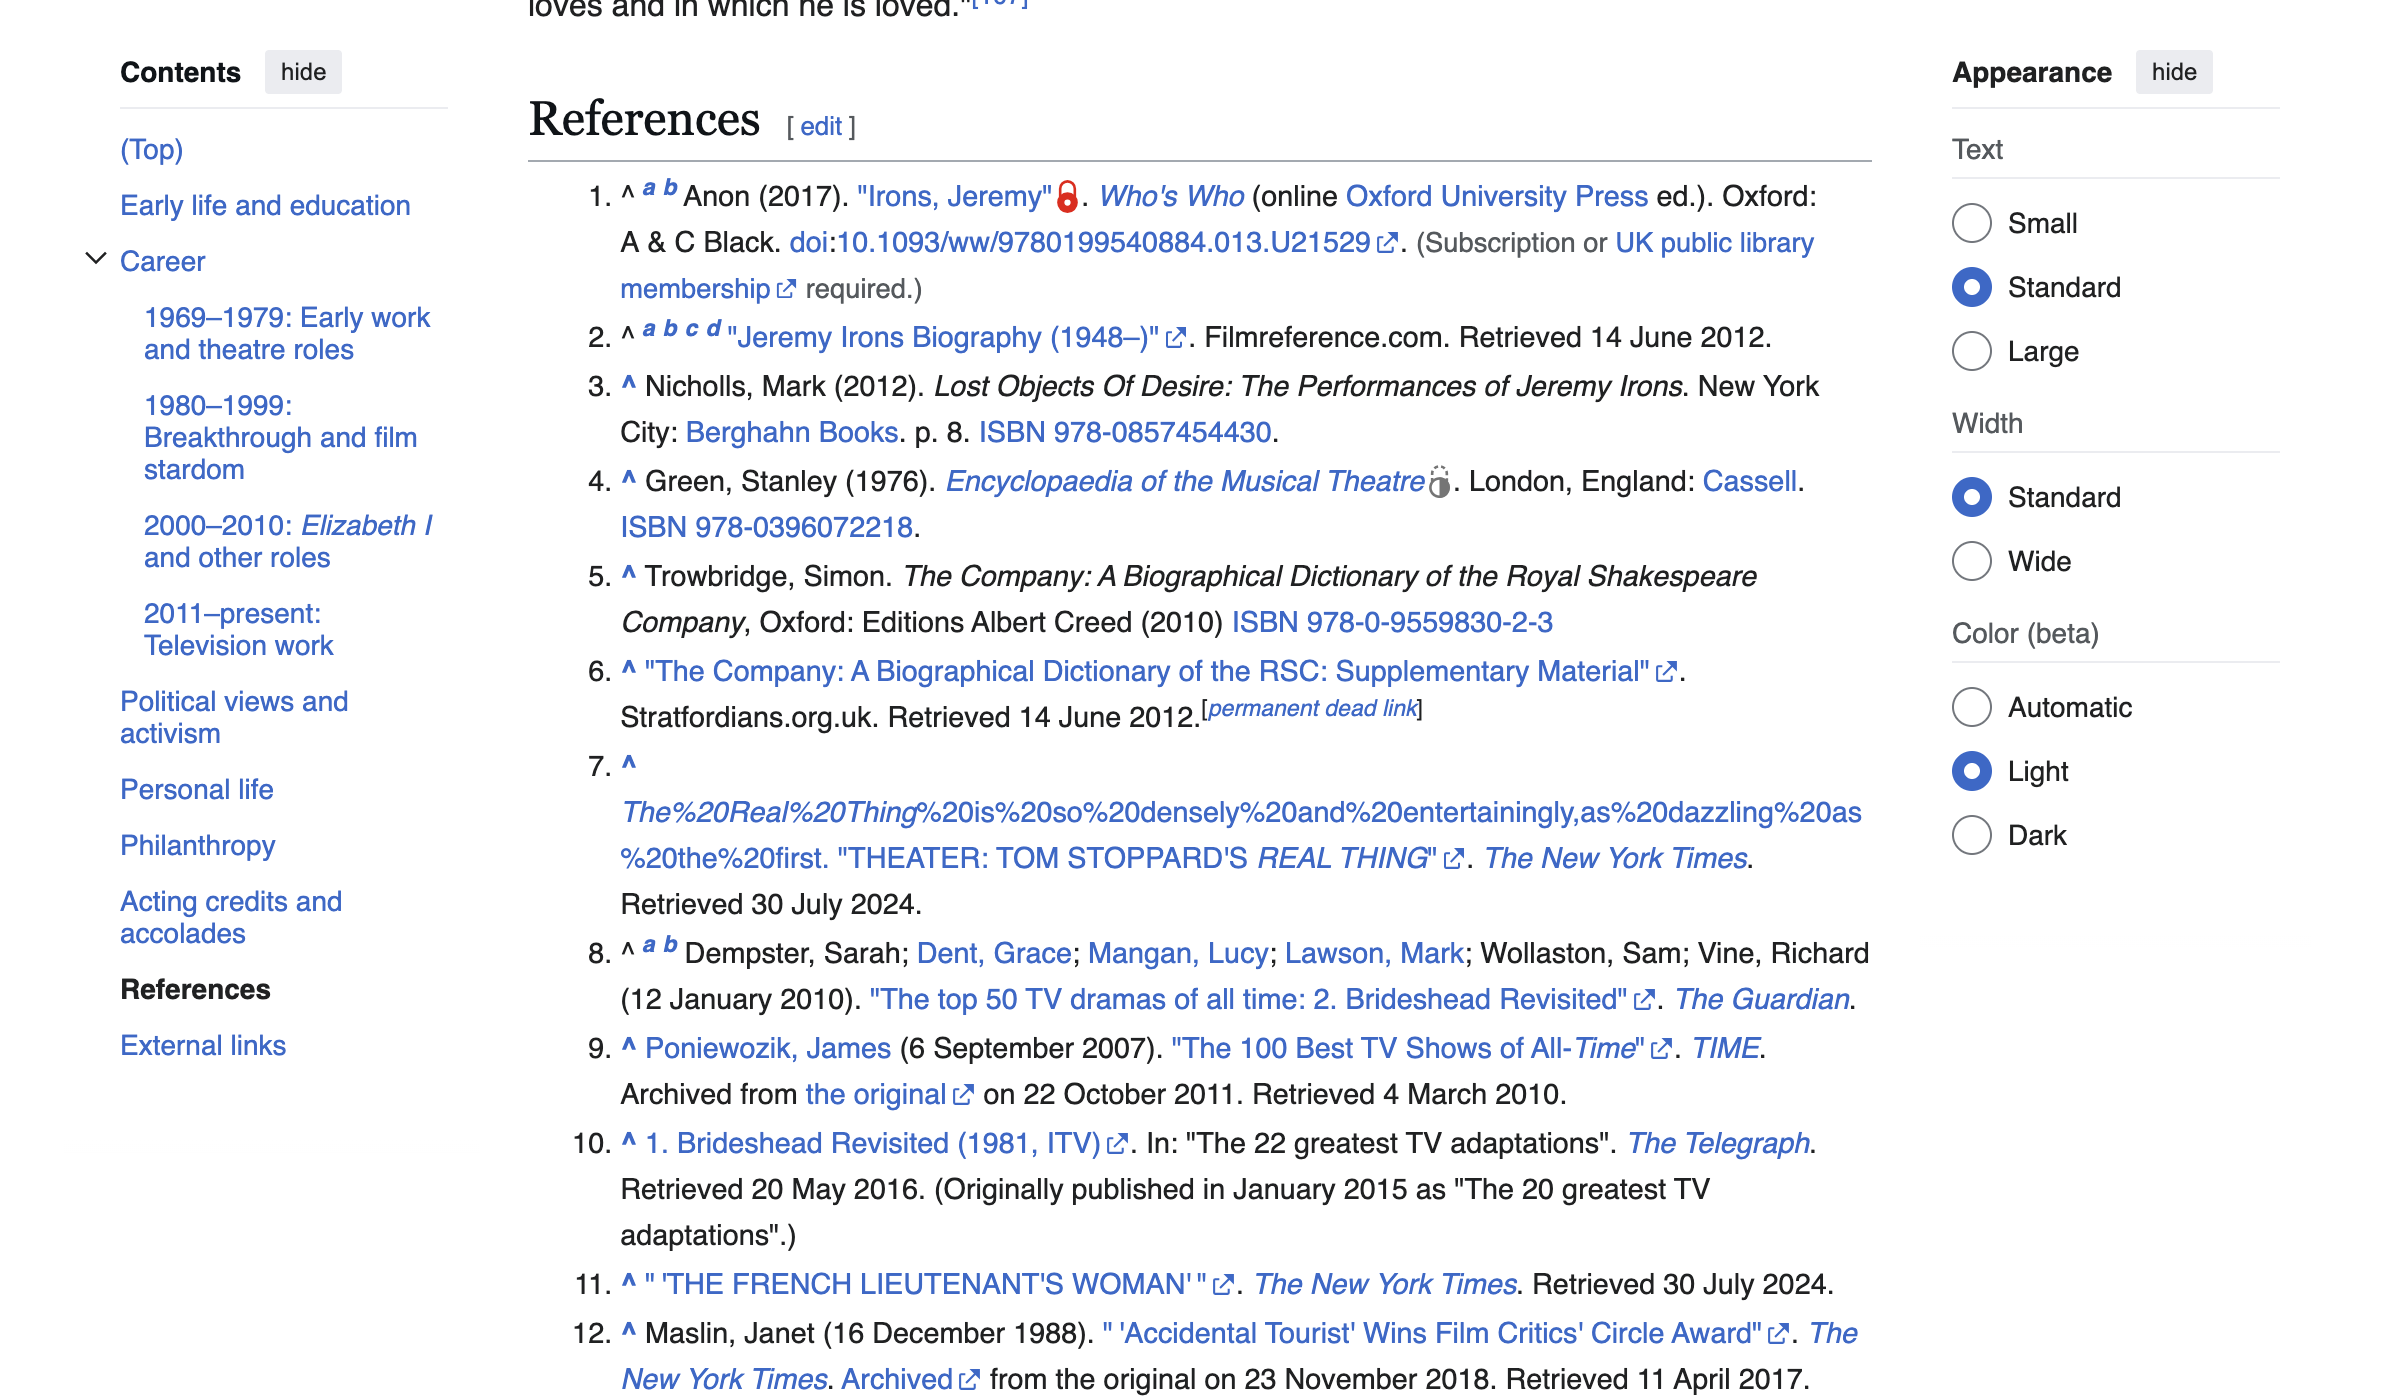 loves and in which he is loved."[167]
Contents hide
(Top)
Early life and education
Career
1969–1979: Early work
and theatre roles
1980–1999:
Breakthrough and film
stardom
2000–2010: Elizabeth I
and other roles
2011–present:
Television work
Political views and
activism
Personal life
Philanthropy
Acting credits and
accolades
References
External links
References [ edit ]
1. ^ a b Anon (2017). "Irons, Jeremy". Who's Who (online Oxford University Press ed.). Oxford:
A & C Black. doi:10.1093/ww/9780199540884.013.U21529. (Subscription or UK public library
membership required.)
2. ^ a b c d "Jeremy Irons Biography (1948–)". Filmreference.com. Retrieved 14 June 2012.
3. ^ Nicholls, Mark (2012). Lost Objects Of Desire: The Performances of Jeremy Irons. New York
City: Berghahn Books. p. 8. ISBN 978-0857454430.
4. ^ Green, Stanley (1976). Encyclopaedia of the Musical Theatre. London, England: Cassell.
ISBN 978-0396072218.
5. ^ Trowbridge, Simon. The Company: A Biographical Dictionary of the Royal Shakespeare
Company, Oxford: Editions Albert Creed (2010) ISBN 978-0-9559830-2-3
6. ^ "The Company: A Biographical Dictionary of the RSC: Supplementary Material".
Stratfordians.org.uk. Retrieved 14 June 2012.[permanent dead link]
7. ^
The%20Real%20Thing%20is%20so%20densely%20and%20entertainingly,as%20dazzling%20as
%20the%20first. "THEATER: TOM STOPPARD'S REAL THING". The New York Times.
Retrieved 30 July 2024.
8. ^ a b Dempster, Sarah; Dent, Grace; Mangan, Lucy; Lawson, Mark; Wollaston, Sam; Vine, Richard
(12 January 2010). "The top 50 TV dramas of all time: 2. Brideshead Revisited". The Guardian.
9. ^ Poniewozik, James (6 September 2007). "The 100 Best TV Shows of All-Time". TIME.
Archived from the original on 22 October 2011. Retrieved 4 March 2010.
10. ^ 1. Brideshead Revisited (1981, ITV). In: "The 22 greatest TV adaptations". The Telegraph.
Retrieved 20 May 2016. (Originally published in January 2015 as "The 20 greatest TV
adaptations".)
11. ^ " 'THE FRENCH LIEUTENANT'S WOMAN' ". The New York Times. Retrieved 30 July 2024.
12. ^ Maslin, Janet (16 December 1988). " 'Accidental Tourist' Wins Film Critics' Circle Award". The
New York Times. Archived from the original on 23 November 2018. Retrieved 11 April 2017.
Appearance hide
Text
Small
Standard
Large
Width
Standard
Wide
Color (beta)
Automatic
Light
Dark